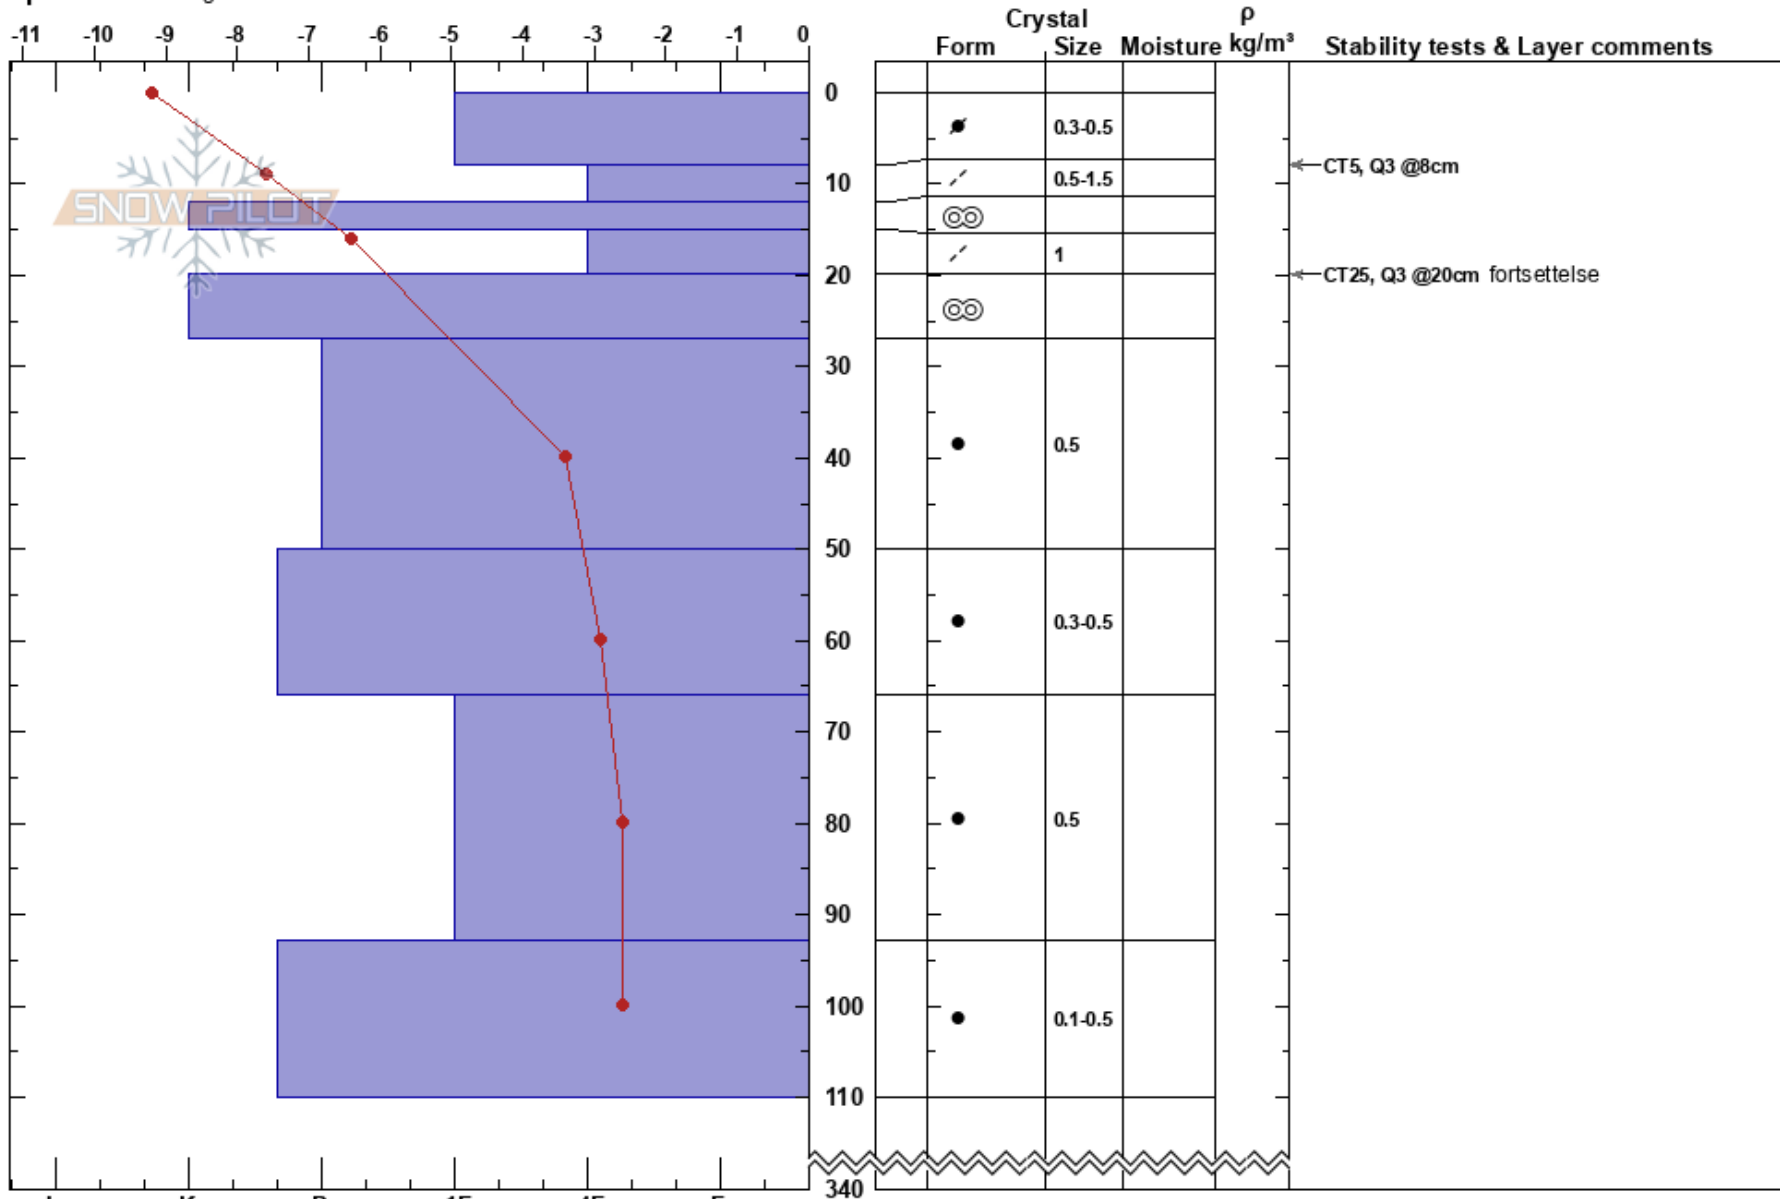 -11 -10 -9 -8 -7 -6 -5 -4 -3 -2 -1 0
Crystal
ρ
Form Size Moisture kg/m³ Stability tests & Layer comments
0
0.3-0.5
CT5, Q3 @8cm
0.5-1.5
10
SNOW PILOT
1
20
CT25, Q3 @20cm fortsettelse
30
0.5
40
50
0.3-0.5
60
70
0.5
80
90
100
0.1-0.5
110
340